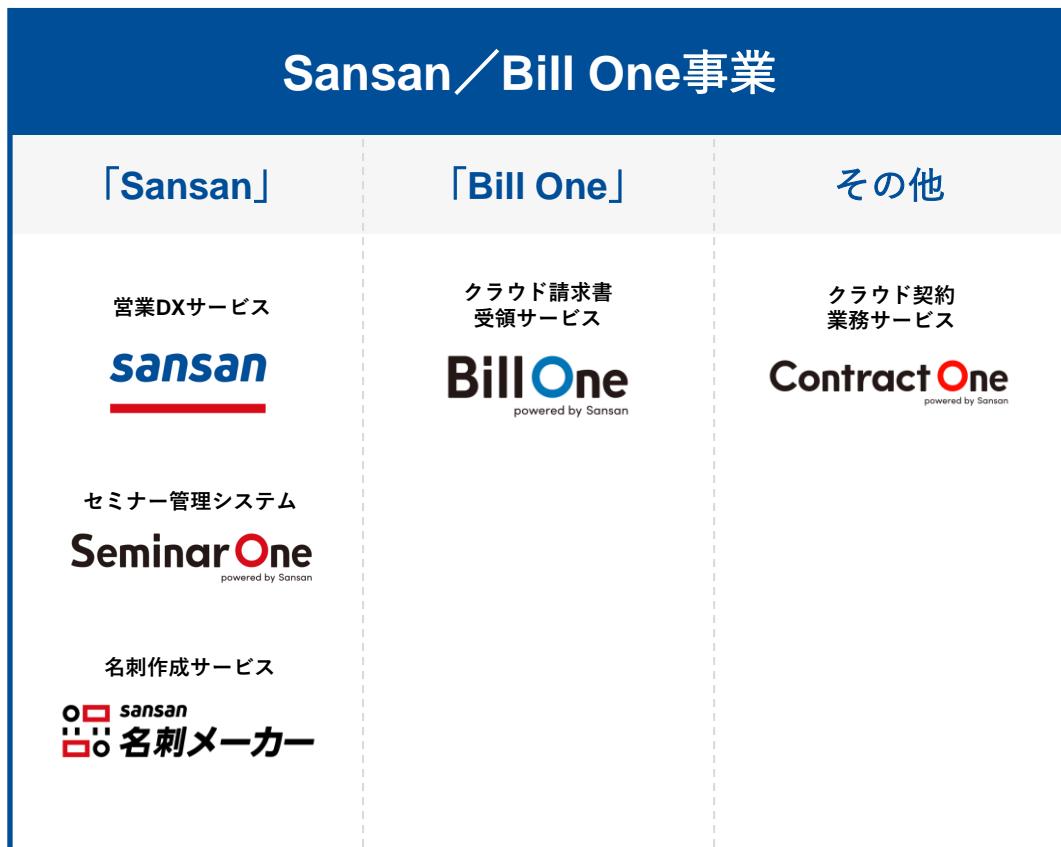 Sansan／Bill One事業
「Sansan」
「Bill One」
その他
営業DXサービス
sansan
セミナー管理システム
Seminar One
powered by Sansan
名刺作成サービス
sansan
名刺メーカー
クラウド請求書
受領サービス
Bill One
powered by Sansan
クラウド契約
業務サービス
Contract One
powered by Sansan